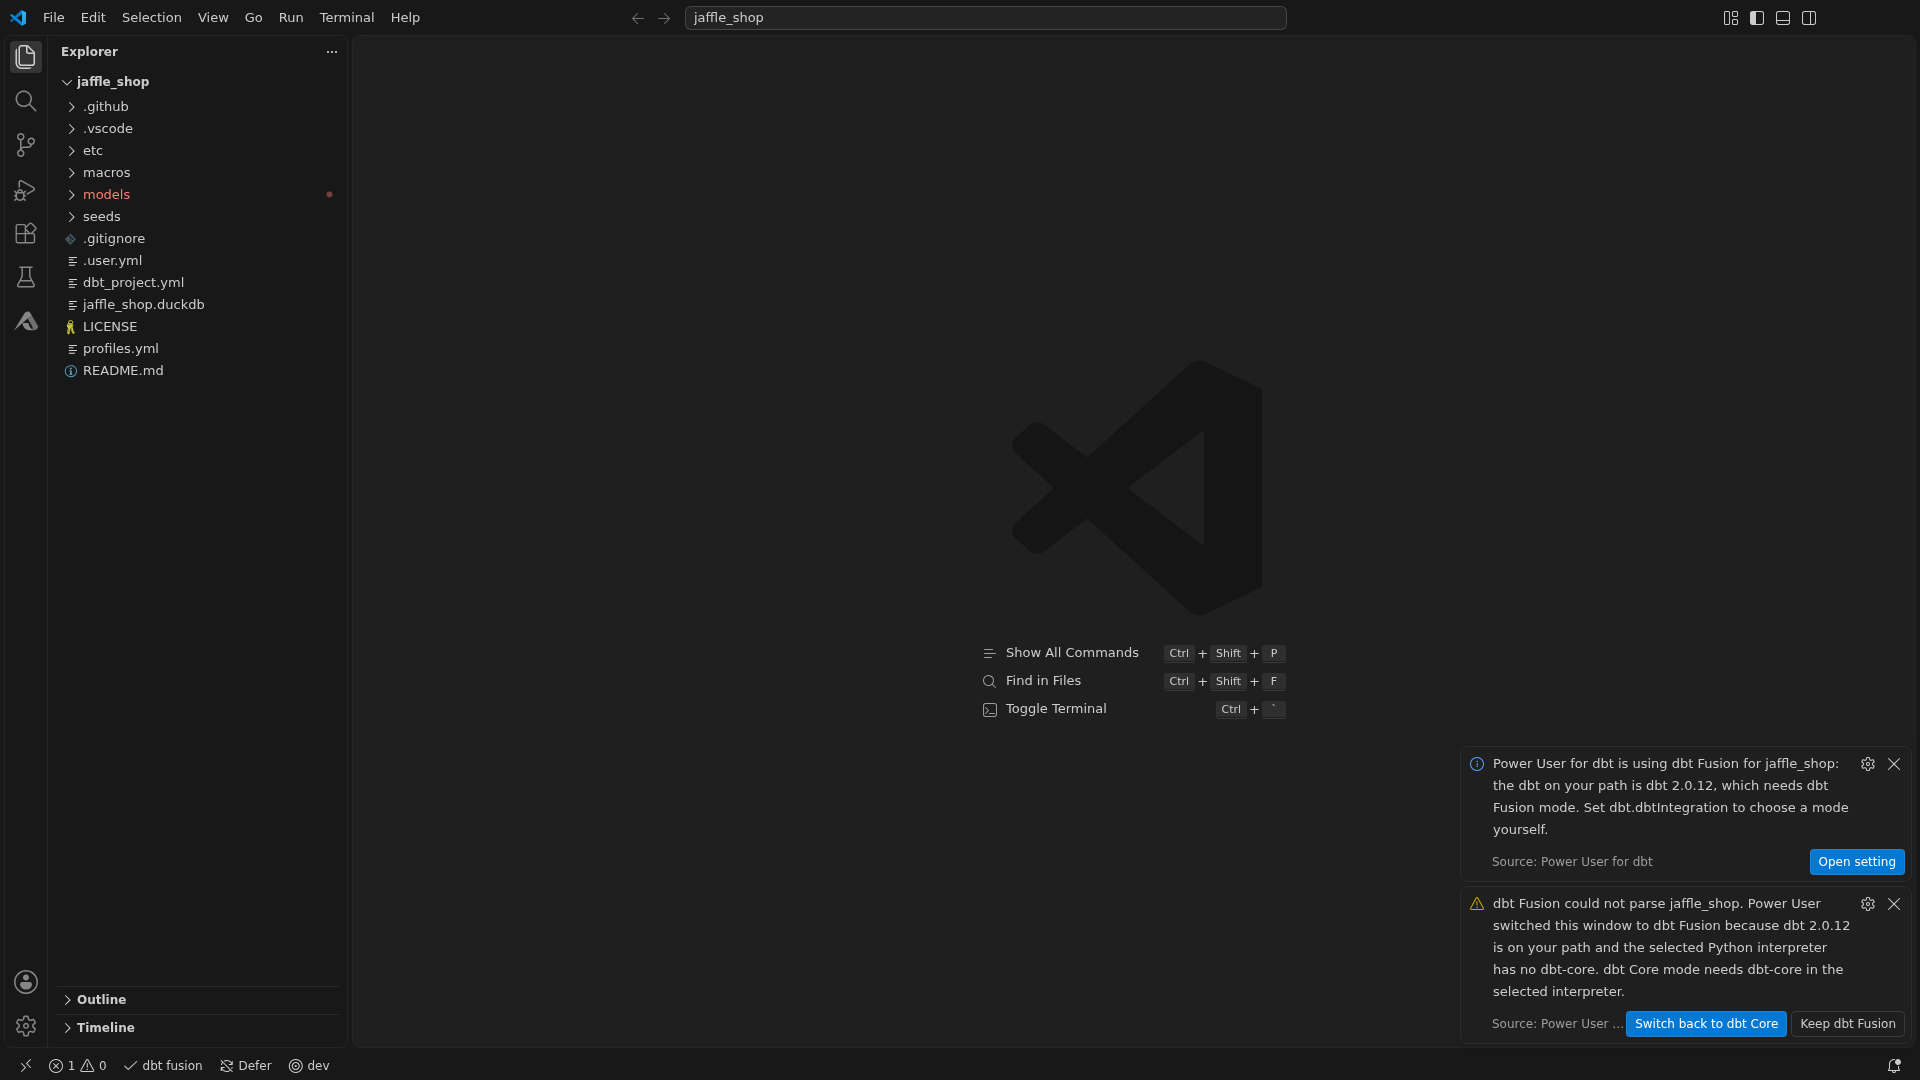 File Edit Selection View Go Run Terminal Help
jaffle_shop
Explorer
jaffle_shop
.github
.vscode
etc
macros
models
seeds
.gitignore
.user.yml
dbt_project.yml
jaffle_shop.duckdb
LICENSE
profiles.yml
README.md
Outline
Timeline
Show All Commands Ctrl + Shift + P
Find in Files Ctrl + Shift + F
Toggle Terminal Ctrl + `
Power User for dbt is using dbt Fusion for jaffle_shop:
the dbt on your path is dbt 2.0.12, which needs dbt
Fusion mode. Set dbt.dbtIntegration to choose a mode
yourself.
Source: Power User for dbt
Open setting
dbt Fusion could not parse jaffle_shop. Power User
switched this window to dbt Fusion because dbt 2.0.12
is on your path and the selected Python interpreter
has no dbt-core. dbt Core mode needs dbt-core in the
selected interpreter.
Source: Power User ...
Switch back to dbt Core
Keep dbt Fusion
1 0 dbt fusion Defer dev